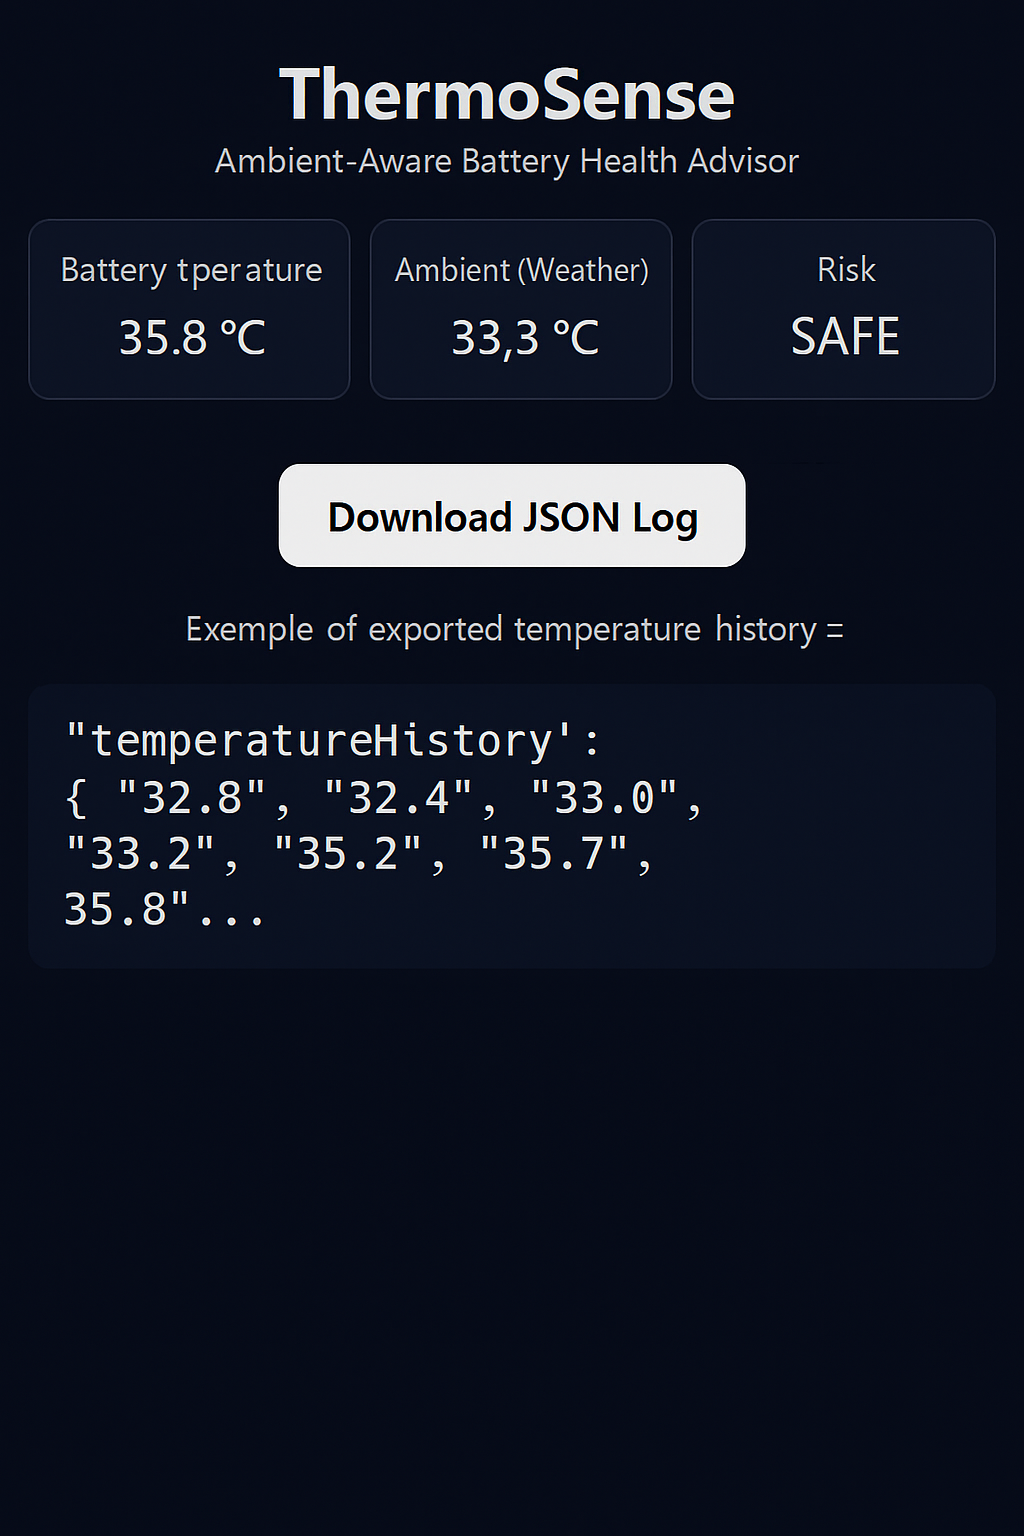 ThermoSense
Ambient-Aware Battery Health Advisor
Battery tperature
35.8 °C
Ambient (Weather)
33,3 °C
Risk
SAFE
Download JSON Log
Exemple of exported temperature history =
"temperatureHistory':
{ "32.8", "32.4", "33.0",
"33.2", "35.2", "35.7",
35.8"...